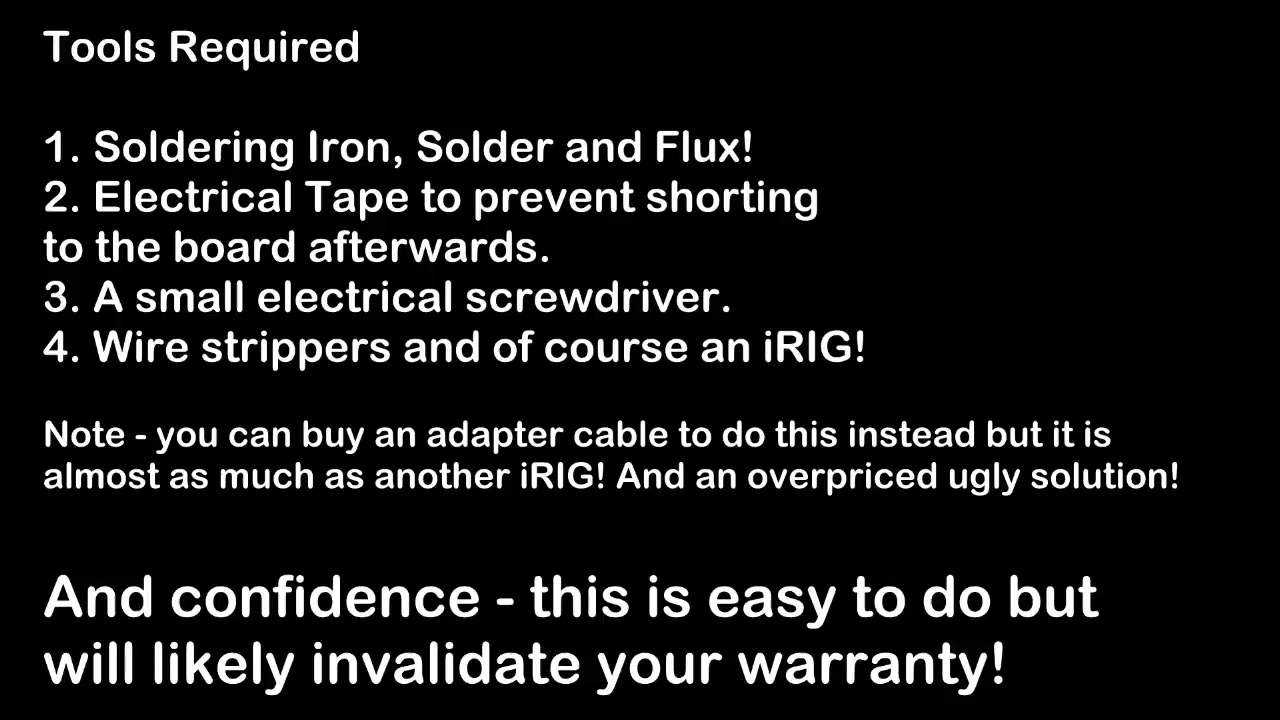 Tools Required
1. Soldering Iron, Solder and Flux!
2. Electrical Tape to prevent shorting
to the board afterwards.
3. A small electrical screwdriver.
4. Wire strippers and of course an iRIG!
Note - you can buy an adapter cable to do this instead but it is
almost as much as another iRIG! And an overpriced ugly solution!
And confidence - this is easy to do but
will likely invalidate your warranty!